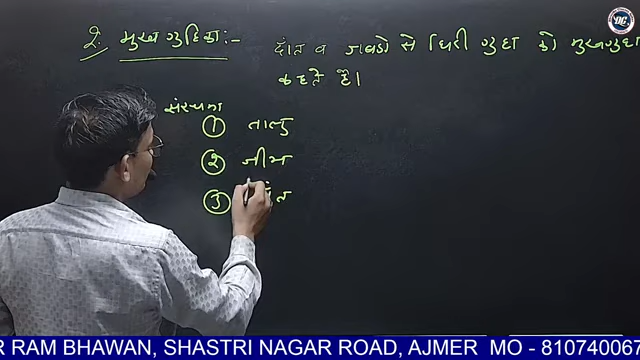 2. मुख गुहिका :- दांत व जबडो से घिरी गुहा को मुखगुहा
कहते हैं।
संरचना
① तालु
② जीभ
③
R RAM BHAWAN, SHASTRI NAGAR ROAD, AJMER MO - 810740067